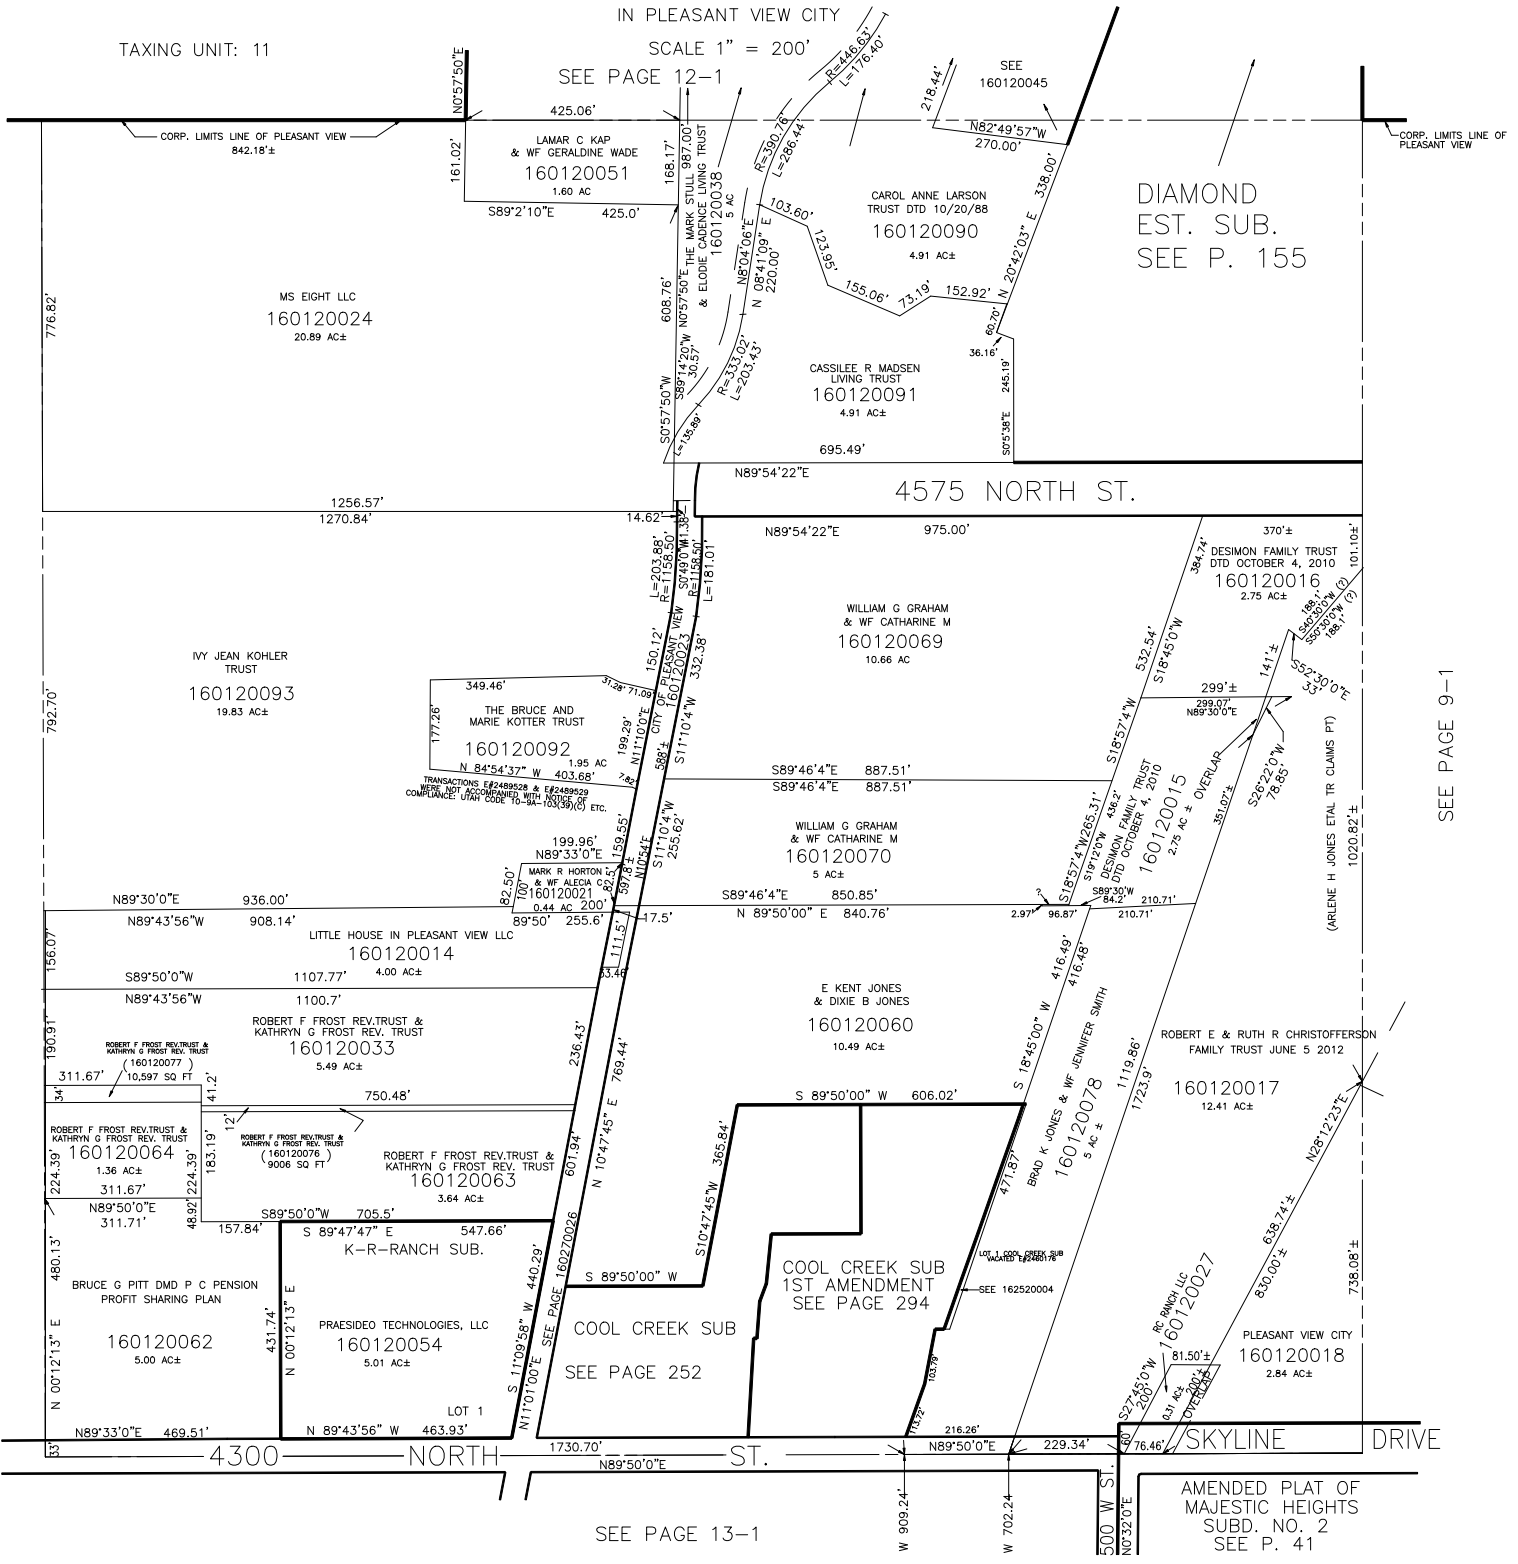 IN PLEASANT VIEW CITY
TAXING UNIT: 11
SCALE 1" = 200'
SEE PAGE 12-1
N0°57'50"E
425.06'
CORP. LIMITS LINE OF PLEASANT VIEW
842.18'±
161.02'
LAMAR C KAP
& WF GERALDINE WADE
160120051
1.60 AC
168.17'
S89°2'10"E
425.0'
987.00'
THE MARK STULL
& ELODIE CADENCE LIVING TRUST
160120038
5 AC
R=446.63'
L=176.40'
R=390.76'
L=286.44'
218.44'
SEE
160120045
N82°49'57"W
270.00'
338.00'
N 20°42'03" E
CORP. LIMITS LINE OF
PLEASANT VIEW
DIAMOND
EST. SUB.
SEE P. 155
CAROL ANNE LARSON
TRUST DTD 10/20/88
160120090
4.91 AC±
103.60'
123.95'
155.06'
73.19'
152.92'
60.70'
36.16'
245.19'
S0°5'38"E
N8°04'06"E
N 08°41'09" E
220.00'
776.82'
MS EIGHT LLC
160120024
20.89 AC±
608.76'
N0°57'50"E
S0°57'50"W
S89°14'20"W
30.57'
R=333.02'
L=203.43'
L=135.89'
CASSILEE R MADSEN
LIVING TRUST
160120091
4.91 AC±
695.49'
N89°54'22"E
4575 NORTH ST.
1256.57'
1270.84'
14.62'
41.38'
S0°49'0"W
L=203.88'
R=1158.50'
R=1158.50'
L=181.01'
N89°54'22"E
975.00'
384.74'
370'±
101.10±'
DESIMON FAMILY TRUST
DTD OCTOBER 4, 2010
160120016
2.75 AC±
188.1'
S40°30'0"W (?)
S50°30'0"W (?)
188.1'
WILLIAM G GRAHAM
& WF CATHARINE M
160120069
10.66 AC
532.54'
S18°45'0"W
141'±
S52°30'0"E
33'
IVY JEAN KOHLER
TRUST
160120093
19.83 AC±
792.70'
150.12'
CITY OF PLEASANT VIEW
160120023
332.38'
349.46'
31.28'
71.09'
177.26'
THE BRUCE AND
MARIE KOTTER TRUST
160120092
1.95 AC
N 84°54'37" W
403.68'
7.82'
199.29'
N11°10'0"E
588'±
S11°10'4"W
TRANSACTIONS E#2489528 & E#2489529
WERE NOT ACCOMPANIED WITH NOTICE OF
COMPLIANCE: UTAH CODE 10-9A-103(39)(C) ETC.
S89°46'4"E
887.51'
S89°46'4"E
887.51'
S18°57'4"W
299'±
299.07'
N89°30'0"E
OVERLAP
S26°22'0"W
78.85'
SEE PAGE 9-1
(ARLENE H JONES ETAL TR CLAIMS PT)
1020.82'±
DESIMON FAMILY TRUST
DTD OCTOBER 4, 2010
160120015
2.75 AC ±
351.07'±
436.2'
S19°12'0"W
S18°57'4"W
265.31'
WILLIAM G GRAHAM
& WF CATHARINE M
160120070
5 AC
159.55'
597.8'±
N10°54'E
S11°10'4"W
255.62'
199.96'
N89°33'0"E
82.50'
100'
MARK R HORTON
& WF ALECIA C
160120021
0.44 AC
200'
82.5'
89°50'
255.6'
17.5'
111.5'
33.46'
S89°46'4"E
850.85'
N 89°50'00" E
840.76'
?
2.97'
96.87'
S89°30'W
84.2'
210.71'
210.71'
N89°30'0"E
936.00'
N89°43'56"W
908.14'
LITTLE HOUSE IN PLEASANT VIEW LLC
160120014
4.00 AC±
156.07'
S89°50'0"W
1107.77'
N89°43'56"W
1100.7'
ROBERT F FROST REV.TRUST &
KATHRYN G FROST REV. TRUST
160120033
5.49 AC±
190.91'
236.43'
769.44'
N 10°47'45" E
ROBERT F FROST REV.TRUST &
KATHRYN G FROST REV. TRUST
(160120077)
10,597 SQ FT
311.67'
34'
41.2'
750.48'
12'
E KENT JONES
& DIXIE B JONES
160120060
10.49 AC±
416.49'
416.48'
S 18°45'00" W
BRAD K JONES & WF JENNIFER SMITH
160120078
5 AC ±
1119.86'
1723.9'
ROBERT E & RUTH R CHRISTOFFERSON
FAMILY TRUST JUNE 5 2012
160120017
12.41 AC±
N28°12'23"E
S 89°50'00" W
606.02'
ROBERT F FROST REV.TRUST &
KATHRYN G FROST REV. TRUST
160120064
1.36 AC±
224.39'
224.39'
183.19'
311.67'
N89°50'0"E
311.71'
48.92'
ROBERT F FROST REV.TRUST &
KATHRYN G FROST REV. TRUST
(160120076)
9006 SQ FT
ROBERT F FROST REV.TRUST &
KATHRYN G FROST REV. TRUST
160120063
3.64 AC±
601.94'
S10°47'45"W
365.84'
471.87'
157.84'
S89°50'0"W
705.5'
S 89°47'47" E
547.66'
K-R-RANCH SUB.
480.13'
N 00°12'13" E
BRUCE G PITT DMD P C PENSION
PROFIT SHARING PLAN
160120062
5.00 AC±
431.74'
N 00°12'13" E
PRAESIDEO TECHNOLOGIES, LLC
160120054
5.01 AC±
LOT 1
440.29'
S 11°09'58" W
N11°01'00"E
SEE PAGE 160270026
S 89°50'00" W
COOL CREEK SUB
SEE PAGE 252
COOL CREEK SUB
1ST AMENDMENT
SEE PAGE 294
LOT 1 COOL CREEK SUB
VACATED E#2460176
SEE 162520004
103.79'
113.72'
638.74'±
830.00'±
738.08'±
RC RANCH LLC
160120027
0.31 AC±
81.50'±
S27°45'0"W
200'
200'±
OVERLAP
PLEASANT VIEW CITY
160120018
2.84 AC±
N89°33'0"E
469.51'
33'
N 89°43'56" W
463.93'
216.26'
N89°50'0"E
229.34'
60'
76.46'
4300 NORTH ST.
1730.70'
N89°50'0"E
SKYLINE DRIVE
SEE PAGE 13-1
W 909.24'
W 702.24
500 W ST.
N0°32'0"E
AMENDED PLAT OF
MAJESTIC HEIGHTS
SUBD. NO. 2
SEE P. 41